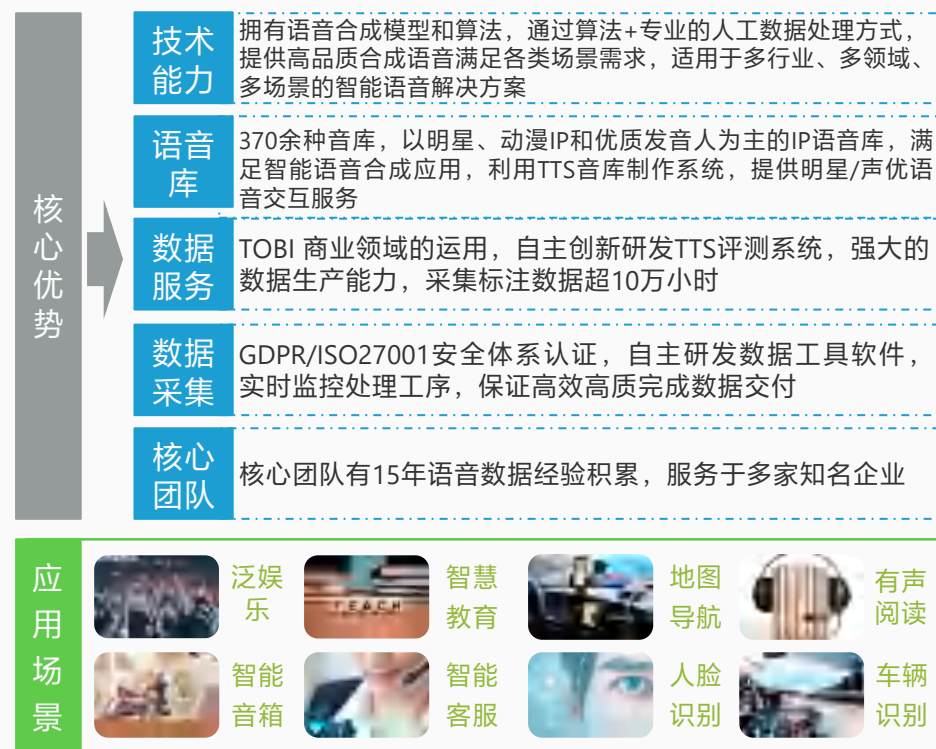 核心优势
技术能力
拥有语音合成模型和算法，通过算法+专业的人工数据处理方式，
提供高品质合成语音满足各类场景需求，适用于多行业、多领域、
多场景的智能语音解决方案
语音库
370余种音库，以明星、动漫IP和优质发音人为主的IP语音库，满
足智能语音合成应用，利用TTS音库制作系统，提供明星/声优语
音交互服务
数据服务
TOBI 商业领域的运用，自主创新研发TTS评测系统，强大的
数据生产能力，采集标注数据超10万小时
数据采集
GDPR/ISO27001安全体系认证，自主研发数据工具软件，
实时监控处理工序，保证高效高质完成数据交付
核心团队
核心团队有15年语音数据经验积累，服务于多家知名企业
应用场景
泛娱乐
TEACH
智慧教育
地图导航
有声阅读
智能音箱
智能客服
人脸识别
车辆识别